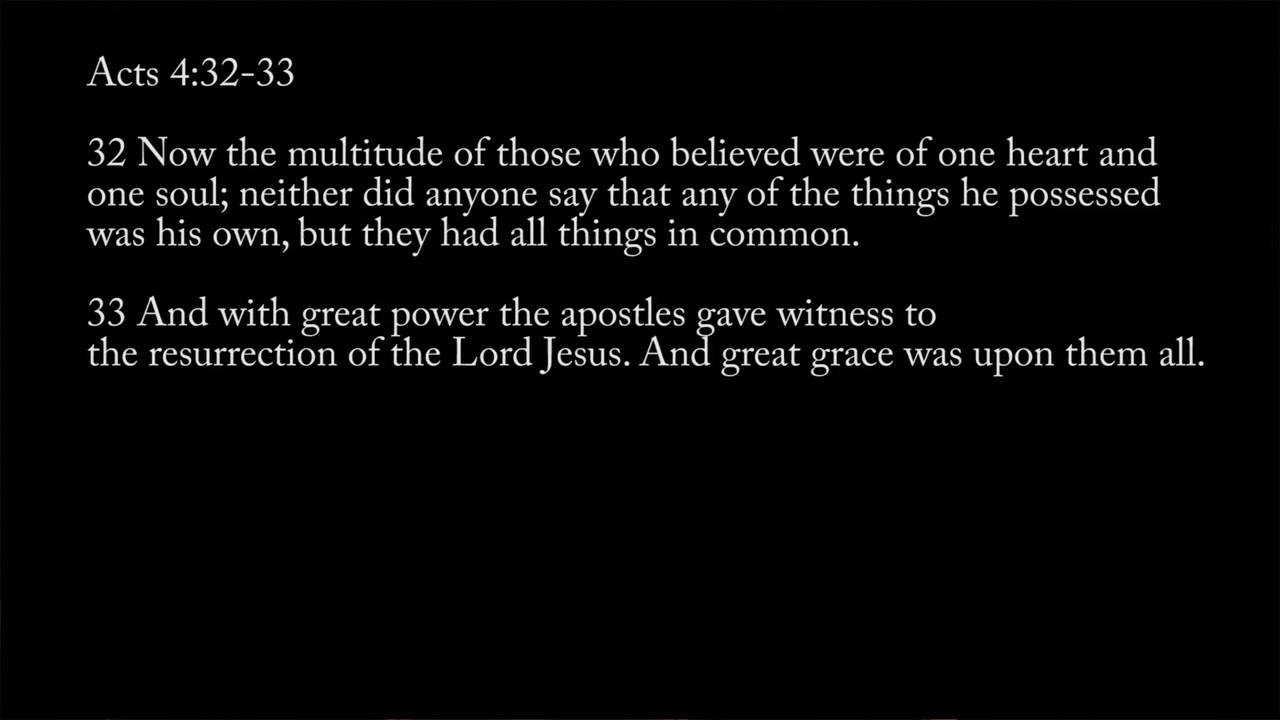 Acts 4:32-33
32 Now the multitude of those who believed were of one heart and
one soul; neither did anyone say that any of the things he possessed
was his own, but they had all things in common.
33 And with great power the apostles gave witness to
the resurrection of the Lord Jesus. And great grace was upon them all.